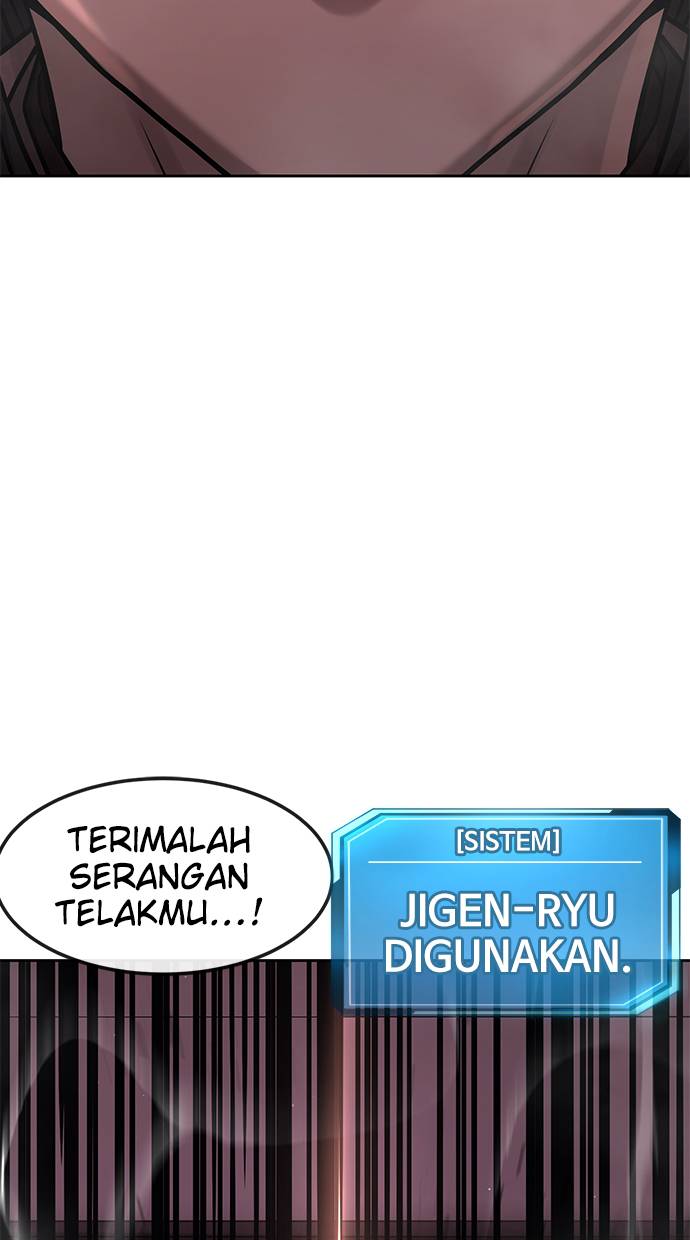 TERIMALAH
SERANGAN
TELAKMU...!
[SISTEM]
JIGEN-RYU
DIGUNAKAN.